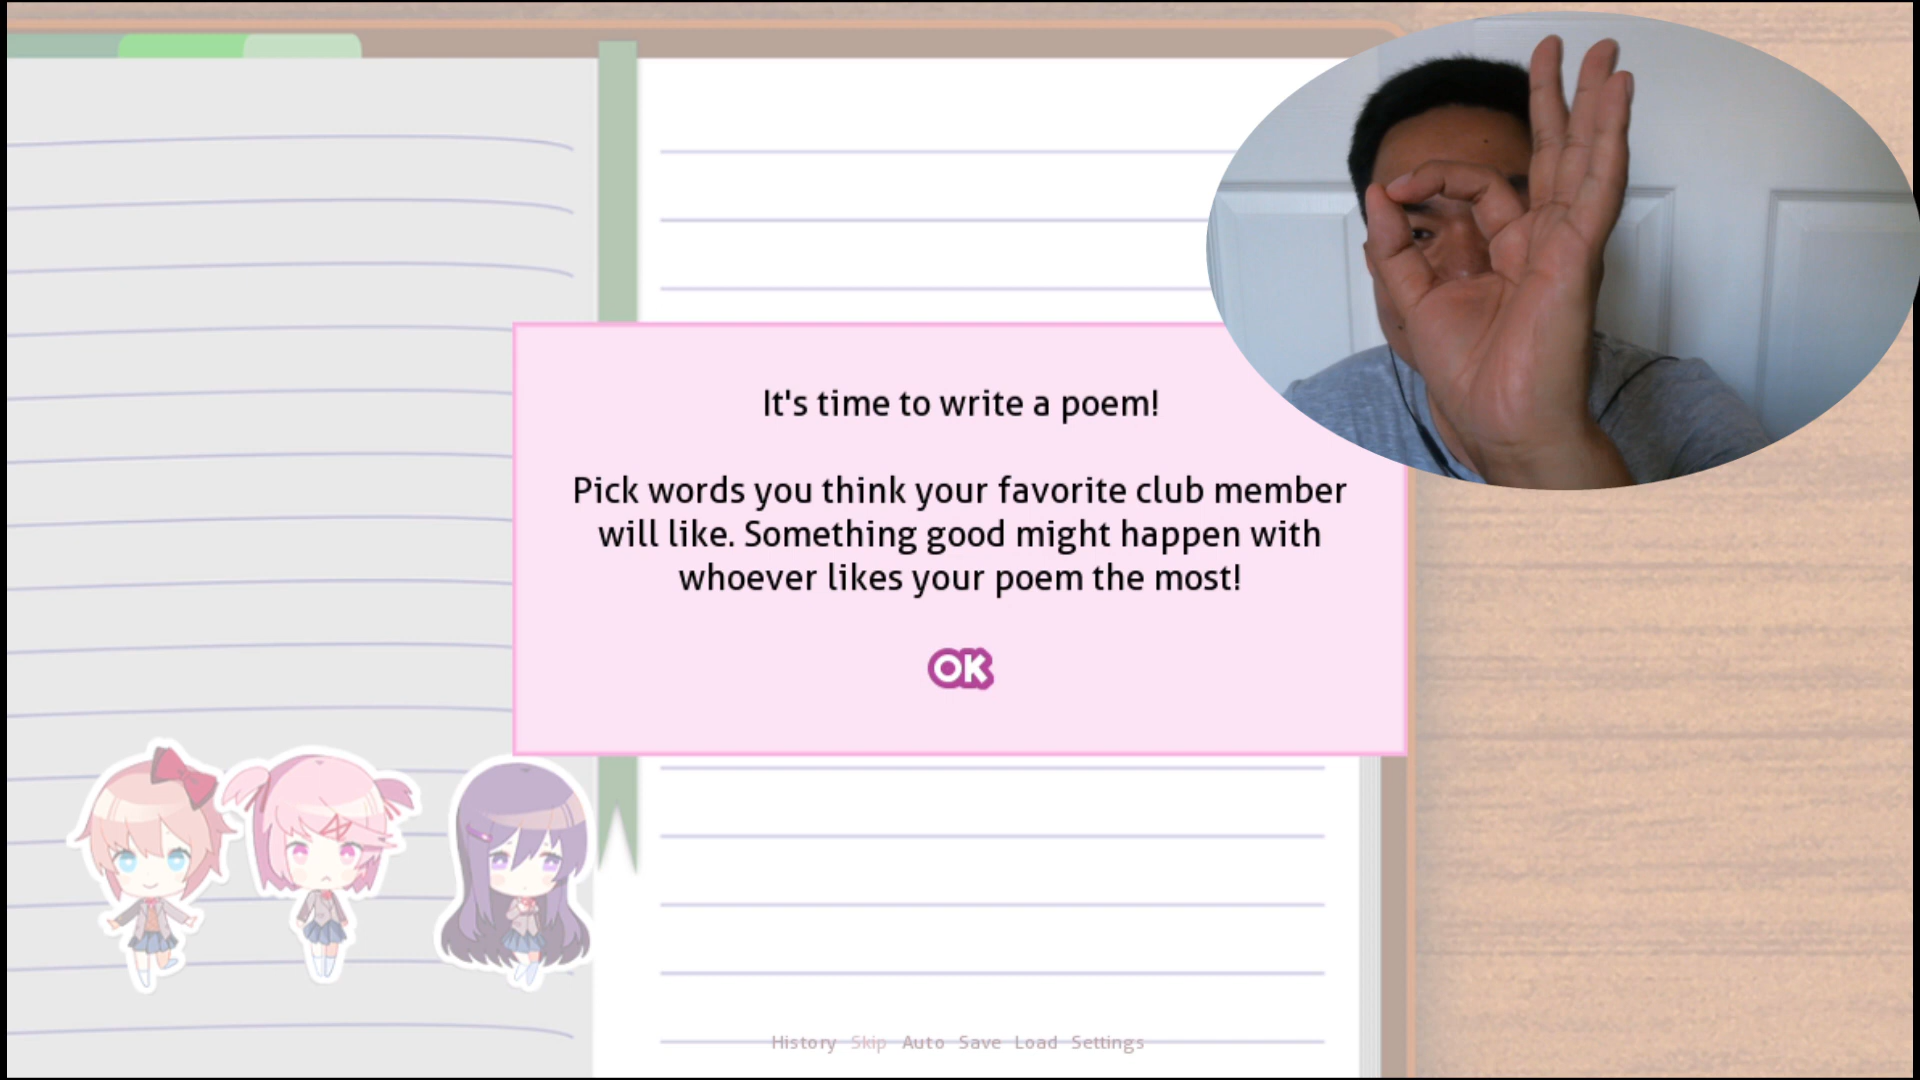 It's time to write a poem!
Pick words you think your favorite club member
will like. Something good might happen with
whoever likes your poem the most!
OK
History Skip Auto Save Load Settings